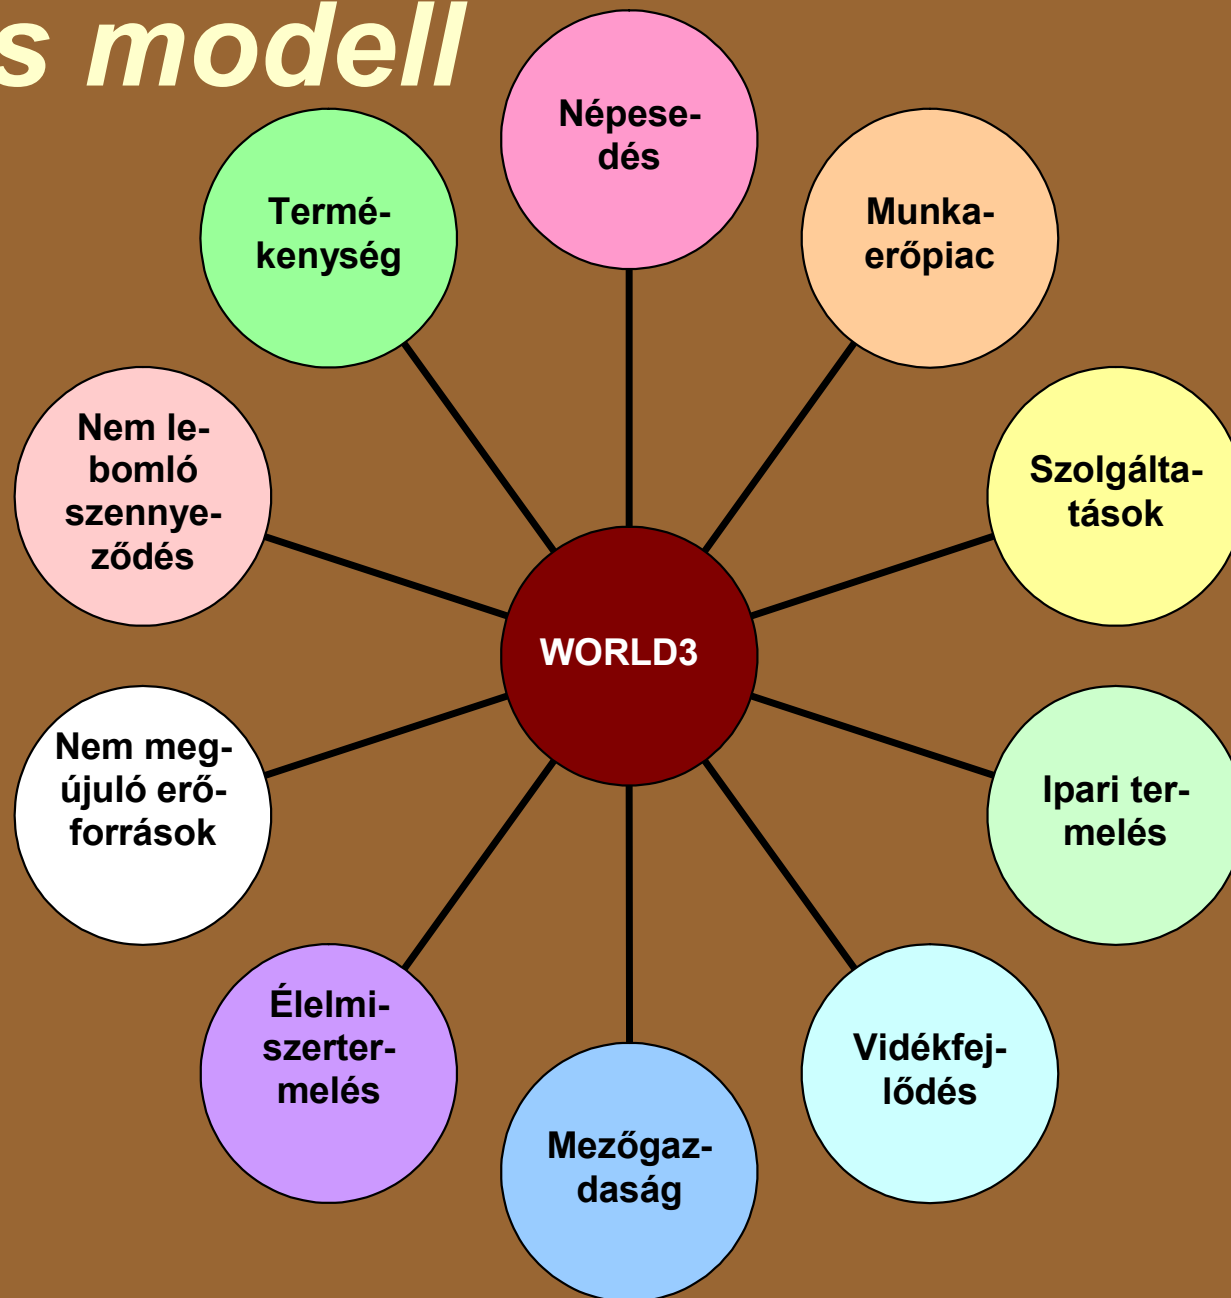 s modell
Népese-
dés
Munka-
erőpiac
Szolgálta-
tások
Ipari ter-
melés
Vidékfej-
lődés
Mezőgaz-
daság
Élelmi-
szerter-
melés
Nem meg-
újuló erő-
források
Nem le-
bomló
szennye-
ződés
Termé-
kenység
WORLD3